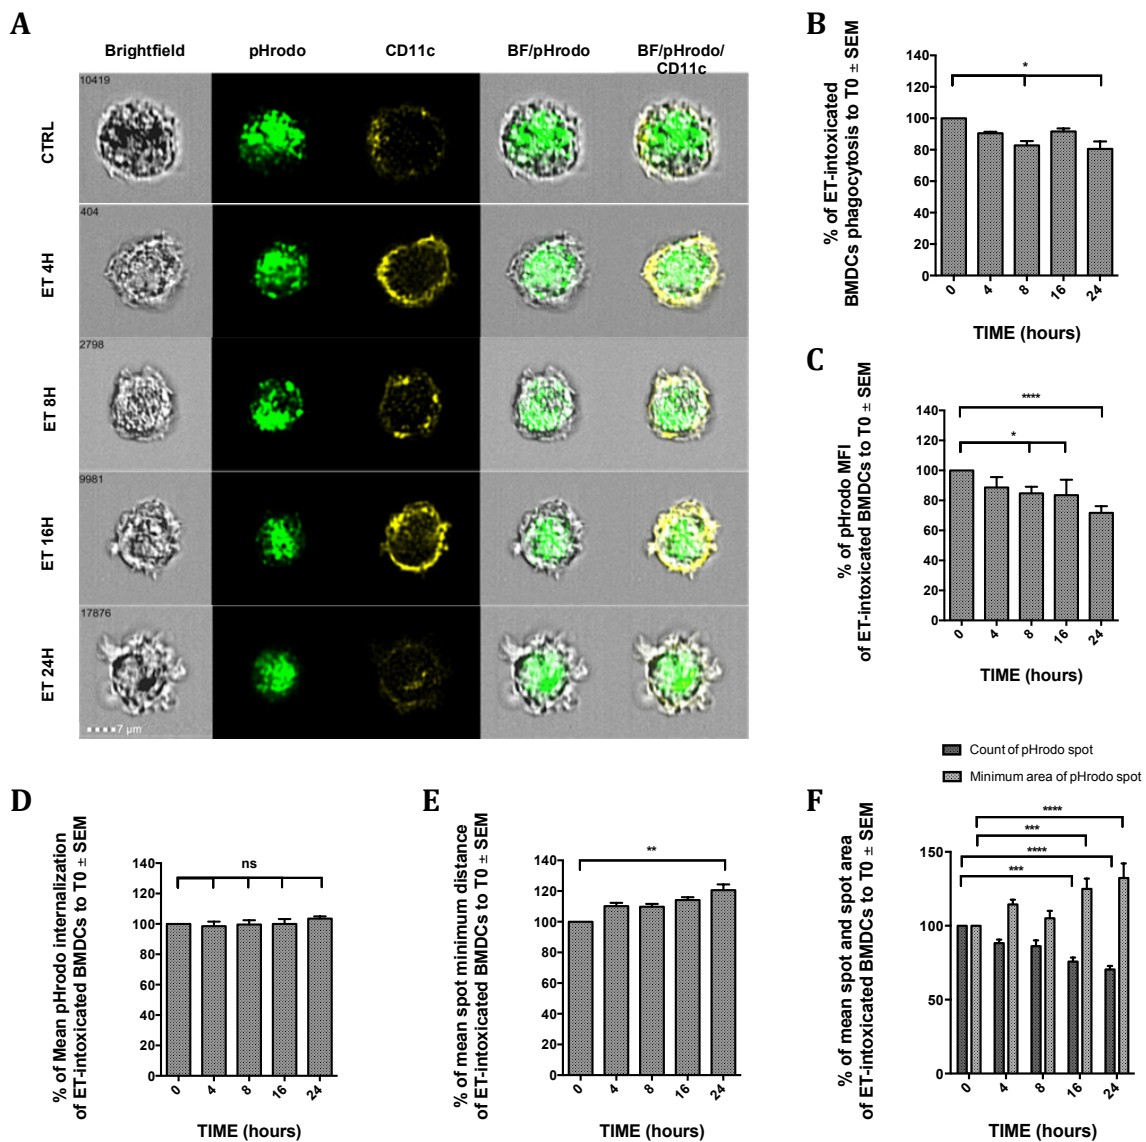 A
Brightfield pHrodo CD11c BF/pHrodo BF/pHrodo/
CD11c
10419
CTRL
404
ET 4H
2798
ET 8H
9981
ET 16H
17876
ET 24H
7 µm
B
% of ET-intoxicated
BMDCs phagocytosis to T0 ± SEM
140
120
100
80
60
40
20
0
*
0 4 8 16 24
TIME (hours)
C
% of pHrodo MFI
of ET-intoxicated BMDCs to T0 ± SEM
140
120
100
80
60
40
20
0
****
*
0 4 8 16 24
TIME (hours)
D
% of Mean pHrodo internalization
of ET-intoxicated BMDCs to T0 ± SEM
140
120
100
80
60
40
20
0
ns
0 4 8 16 24
TIME (hours)
E
% of mean spot minimum distance
of ET-intoxicated BMDCs to T0 ± SEM
140
120
100
80
60
40
20
0
**
0 4 8 16 24
TIME (hours)
Count of pHrodo spot
Minimum area of pHrodo spot
F
% of mean spot and spot area
of ET-intoxicated BMDCs to T0 ± SEM
150
100
50
0
****
***
****
***
0 4 8 16 24
TIME (hours)